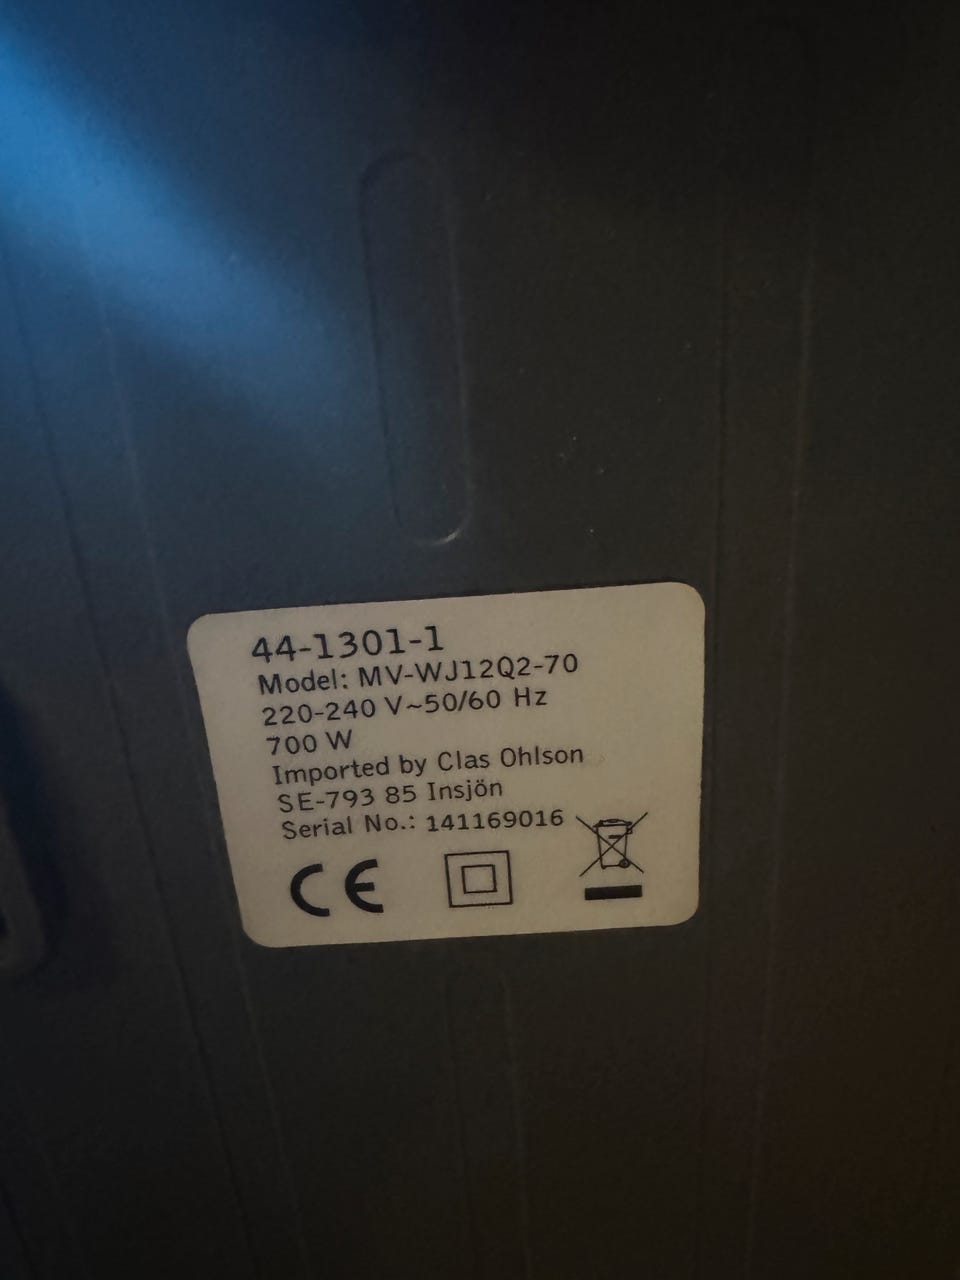 44-1301-1
Model: MV-WJ12Q2-70
220-240 V~50/60 Hz
700 W
Imported by Clas Ohlson
SE-793 85 Insjön
Serial No.: 141169016
CE